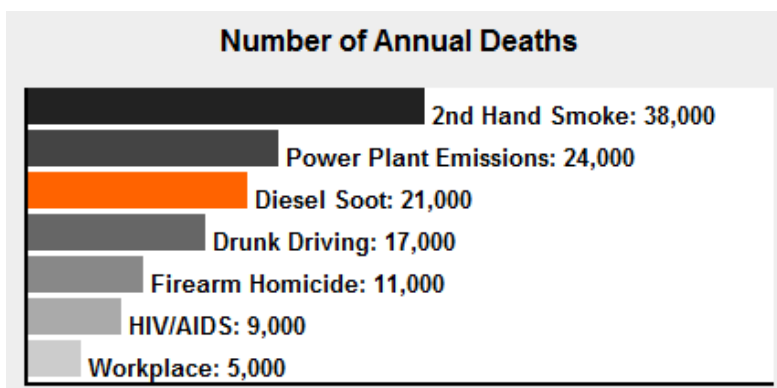 Number of Annual Deaths
2nd Hand Smoke: 38,000
Power Plant Emissions: 24,000
Diesel Soot: 21,000
Drunk Driving: 17,000
Firearm Homicide: 11,000
HIV/AIDS: 9,000
Workplace: 5,000